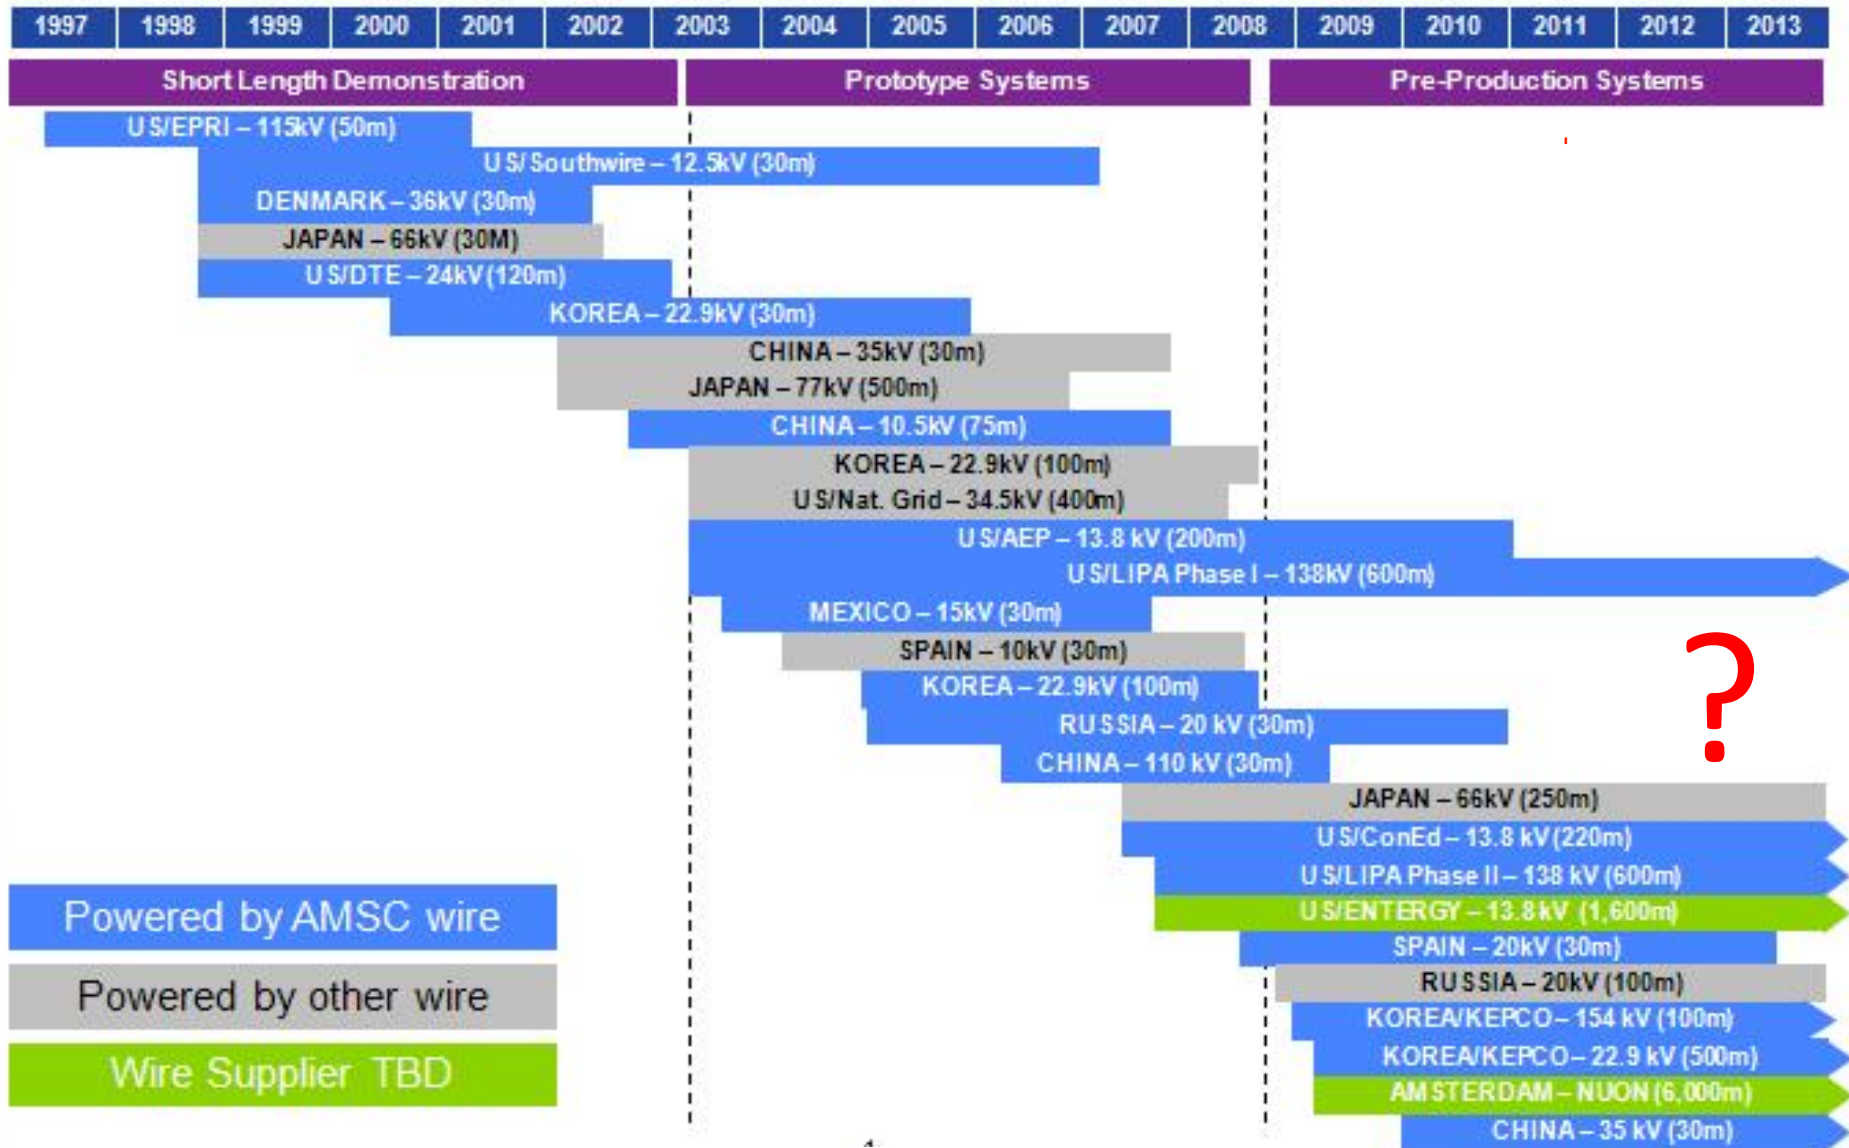 1997 1998 1999 2000 2001 2002 2003 2004 2005 2006 2007 2008 2009 2010 2011 2012 2013
Short Length Demonstration Prototype Systems Pre-Production Systems
US/EPRI – 115kV (50m)
US/Southwire – 12.5kV (30m)
DENMARK – 36kV (30m)
JAPAN – 66kV (30M)
US/DTE – 24kV (120m)
KOREA – 22.9kV (30m)
CHINA – 35kV (30m)
JAPAN – 77kV (500m)
CHINA – 10.5kV (75m)
KOREA – 22.9kV (100m)
US/Nat. Grid – 34.5kV (400m)
US/AEP – 13.8 kV (200m)
US/LIPA Phase I – 138kV (600m)
MEXICO – 15kV (30m)
SPAIN – 10kV (30m)
?
KOREA – 22.9kV (100m)
RUSSIA – 20 kV (30m)
CHINA – 110 kV (30m)
JAPAN – 66kV (250m)
US/ConEd – 13.8 kV (220m)
US/LIPA Phase II – 138 kV (600m)
US/ENTERGY – 13.8kV (1,600m)
SPAIN – 20kV (30m)
RUSSIA – 20kV (100m)
KOREA/KEPCO – 154 kV (100m)
KOREA/KEPCO – 22.9 kV (500m)
AMSTERDAM – NUON (6,000m)
CHINA – 35 kV (30m)
Powered by AMSC wire
Powered by other wire
Wire Supplier TBD